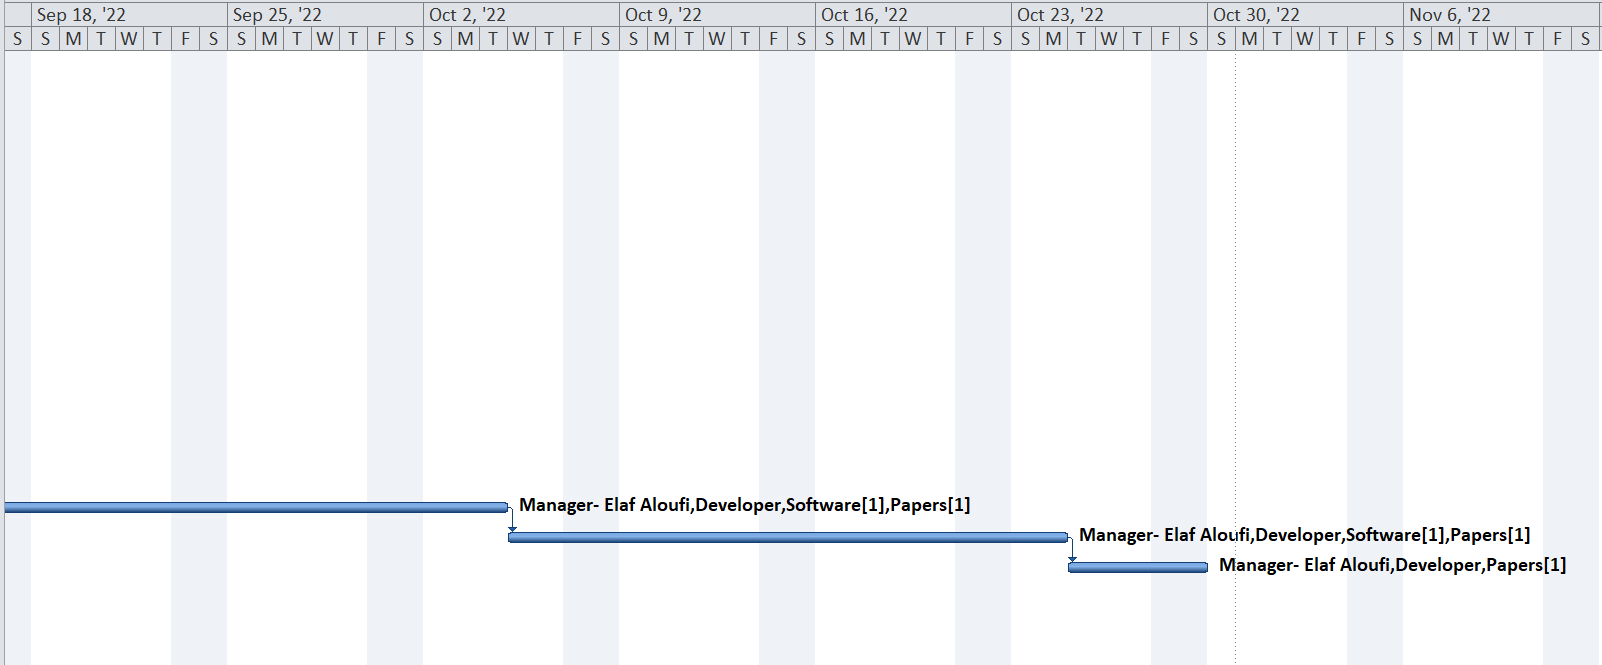 Sep 18, '22 Sep 25, '22 Oct 2, '22 Oct 9, '22 Oct 16, '22 Oct 23, '22 Oct 30, '22 Nov 6, '22
S S M T W T F S S M T W T F S S M T W T F S S M T W T F S S M T W T F S S M T W T F S S M T W T F S S M T W T F S
Manager- Elaf Aloufi,Developer,Software[1],Papers[1]
Manager- Elaf Aloufi,Developer,Software[1],Papers[1]
Manager- Elaf Aloufi,Developer,Papers[1]